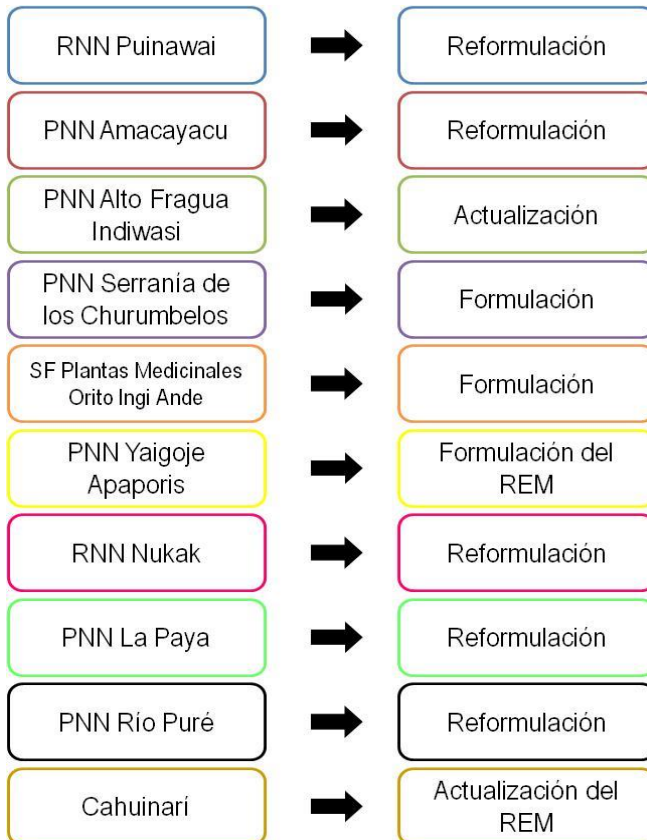 RNN Puinawai
Reformulación
PNN Amacayacu
Reformulación
PNN Alto Fragua
Indiwasi
Actualización
PNN Serranía de
los Churumbelos
Formulación
SF Plantas Medicinales
Orito Ingi Ande
Formulación
PNN Yaigoje
Apaporis
Formulación del
REM
RNN Nukak
Reformulación
PNN La Paya
Reformulación
PNN Río Puré
Reformulación
Cahuinarí
Actualización del
REM